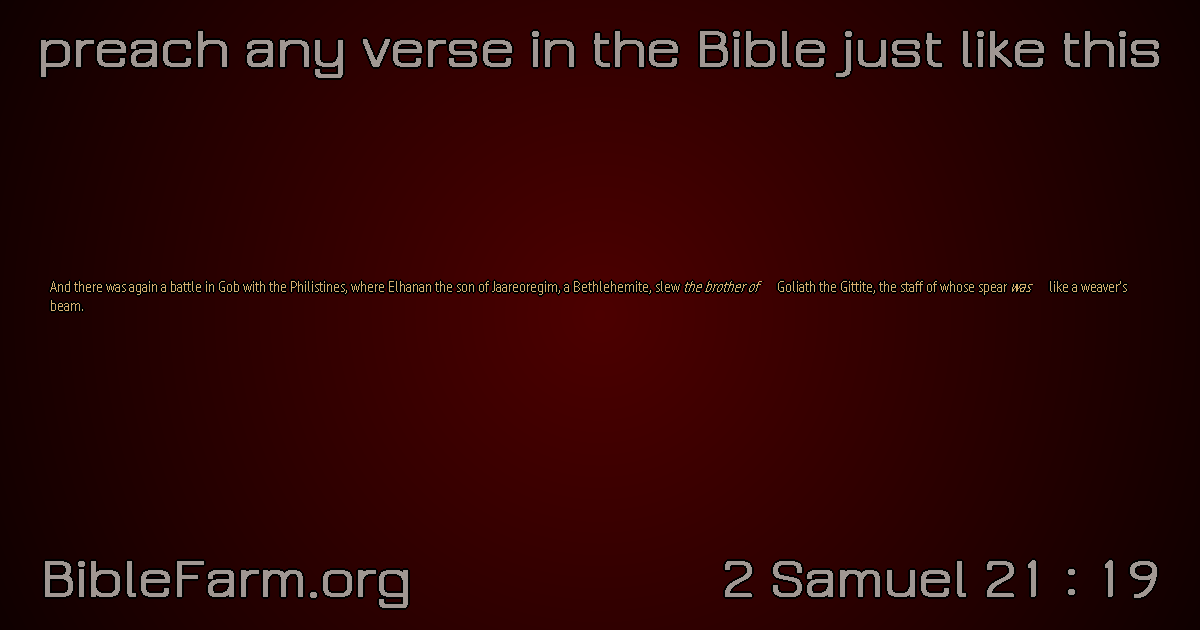 preach any verse in the Bible just like this
And there was again a battle in Gob with the Philistines, where Elhanan the son of Jaareoregim, a Bethlehemite, slew the brother of Goliath the Gittite, the staff of whose spear was like a weaver's
beam.
BibleFarm.org
2 Samuel 21 : 19